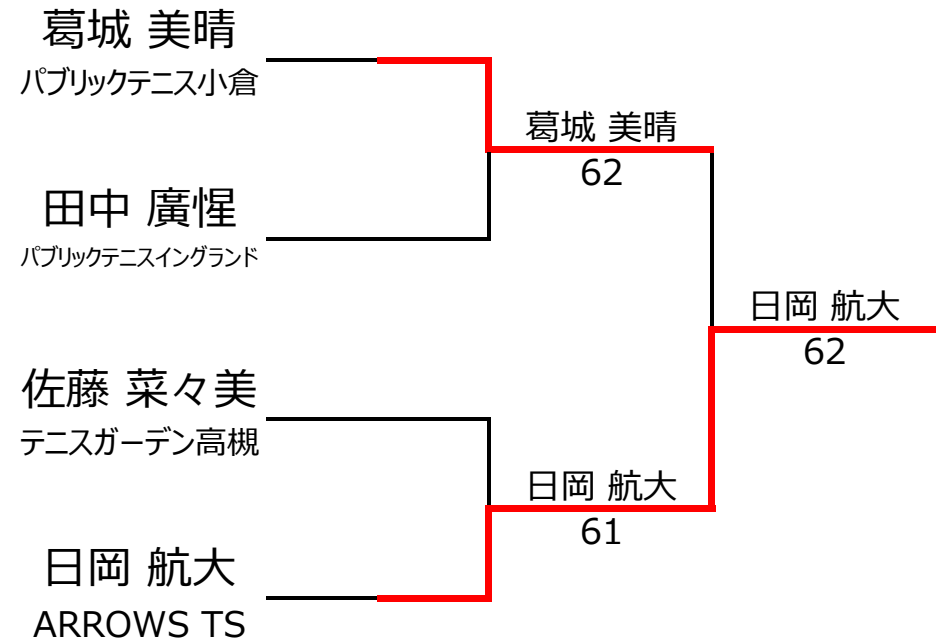 葛城 美晴
パブリックテニス小倉
葛城 美晴
62
田中 廣惺
パブリックテニスイングランド
日岡 航大
62
佐藤 菜々美
テニスガーデン高槻
日岡 航大
61
日岡 航大
ARROWS TS